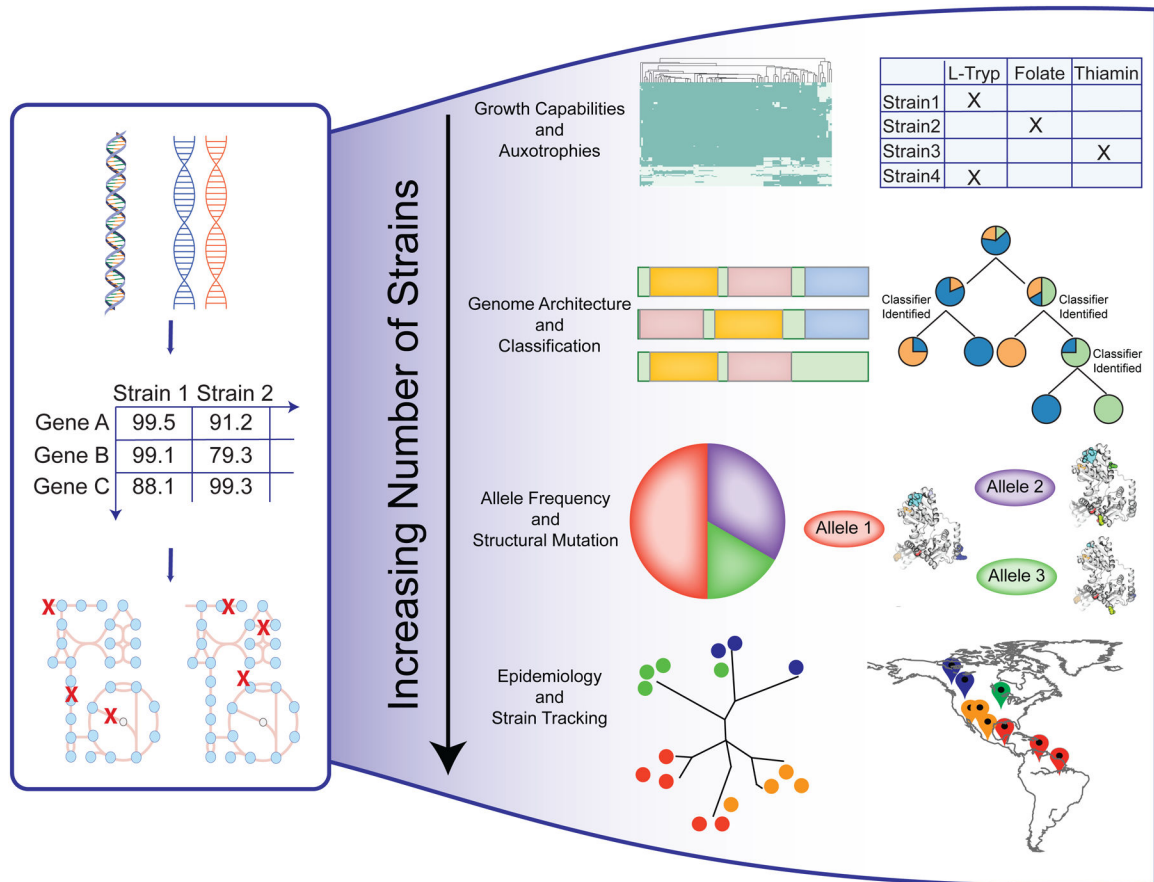 Strain 1 Strain 2
Gene A 99.5 91.2
Gene B 99.1 79.3
Gene C 88.1 99.3
X X
X
X X
X
Increasing Number of Strains
Growth Capabilities
and
Auxotrophies
L-Tryp Folate Thiamin
Strain1 X
Strain2 X
Strain3 X
Strain4 X
Genome Architecture
and
Classification
Classifier
Identified
Classifier
Identified
Classifier
Identified
Allele Frequency
and
Structural Mutation
Allele 1
Allele 2
Allele 3
Epidemiology
and
Strain Tracking